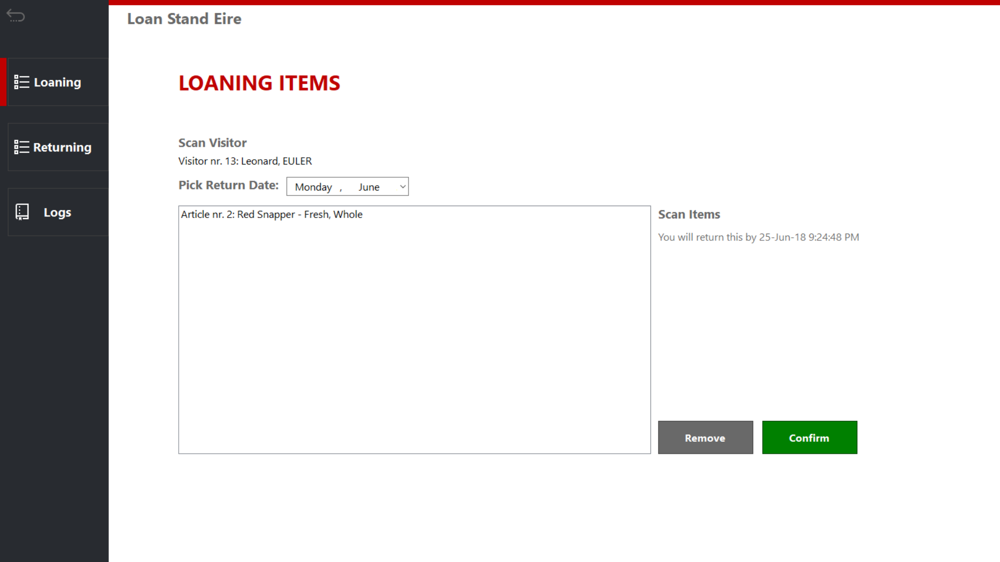 Loan Stand Eire
Loaning
Returning
Logs
LOANING ITEMS
Scan Visitor
Visitor nr. 13: Leonard, EULER
Pick Return Date: Monday , June
Article nr. 2: Red Snapper - Fresh, Whole
Scan Items
You will return this by 25-Jun-18 9:24:48 PM
Remove
Confirm